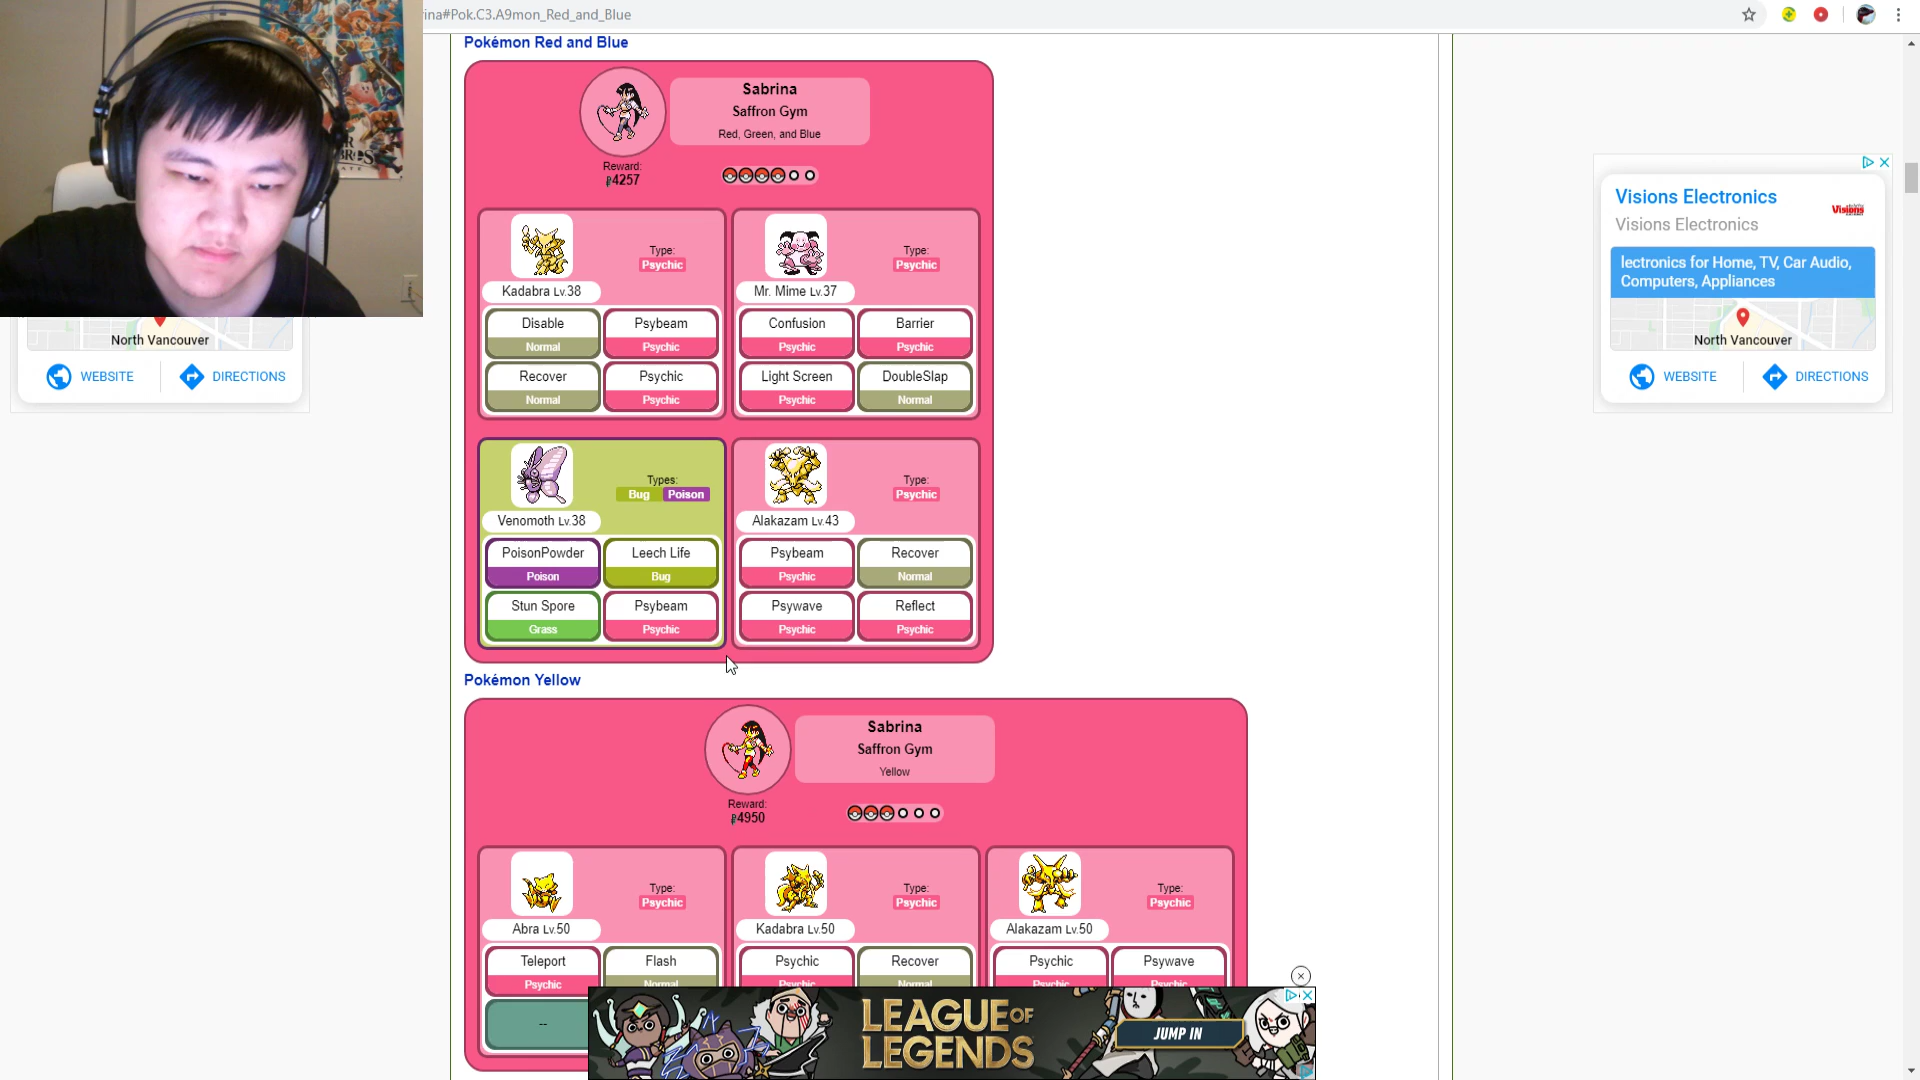 ina#Pok.C3.A9mon_Red_and_Blue
Pokémon Red and Blue
Sabrina
Saffron Gym
Red, Green, and Blue
Reward:
₽4257
Type:
Psychic
Kadabra Lv.38
Disable
Normal
Psybeam
Psychic
Recover
Normal
Psychic
Psychic
Type:
Psychic
Mr. Mime Lv.37
Confusion
Psychic
Barrier
Psychic
Light Screen
Psychic
DoubleSlap
Normal
Types:
Bug Poison
Venomoth Lv.38
PoisonPowder
Poison
Leech Life
Bug
Stun Spore
Grass
Psybeam
Psychic
Type:
Psychic
Alakazam Lv.43
Psybeam
Psychic
Recover
Normal
Psywave
Psychic
Reflect
Psychic
Pokémon Yellow
Sabrina
Saffron Gym
Yellow
Reward:
₽4950
Type:
Psychic
Abra Lv.50
Teleport
Psychic
Flash
Normal
--
Type:
Psychic
Kadabra Lv.50
Psychic
Psychic
Recover
Normal
Type:
Psychic
Alakazam Lv.50
Psychic
Psychic
Psywave
Psychic
LEAGUE OF
LEGENDS
JUMP IN
North Vancouver
WEBSITE
DIRECTIONS
Visions Electronics
Visions
Visions Electronics
lectronics for Home, TV, Car Audio,
Computers, Appliances
North Vancouver
WEBSITE
DIRECTIONS